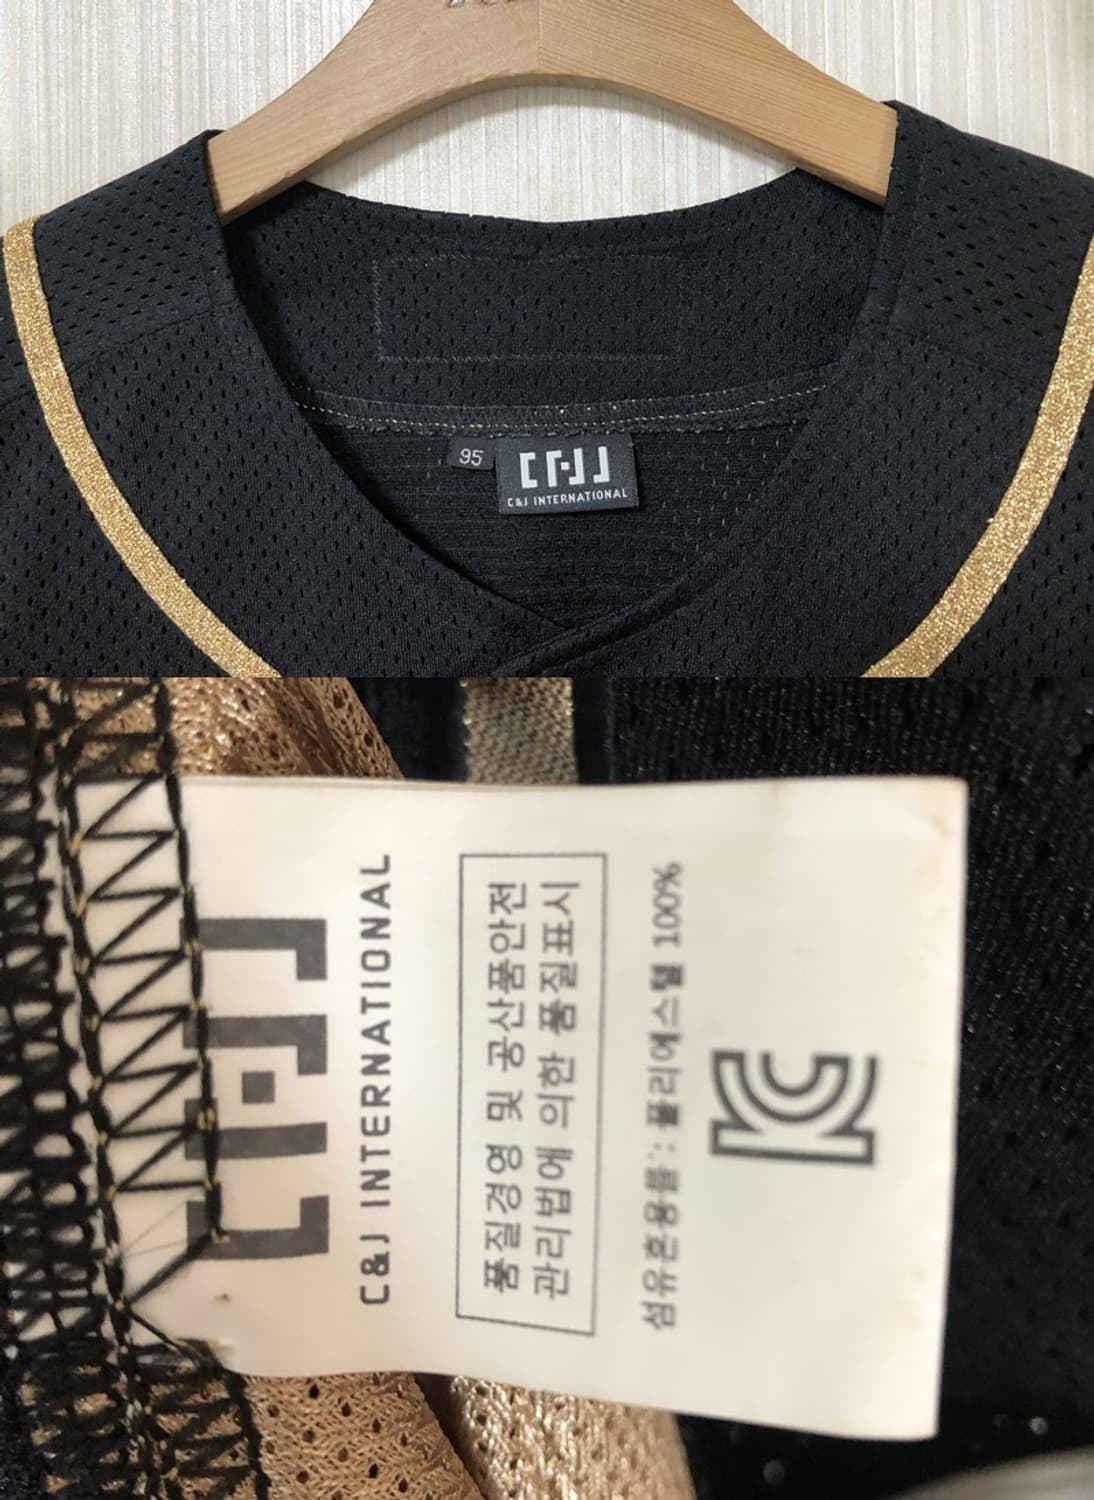 95
C&J INTERNATIONAL
C&J INTERNATIONAL
품질경영 및 공산품안전
관리법에 의한 품질표시
섬유혼용률: 폴리에스텔 100%